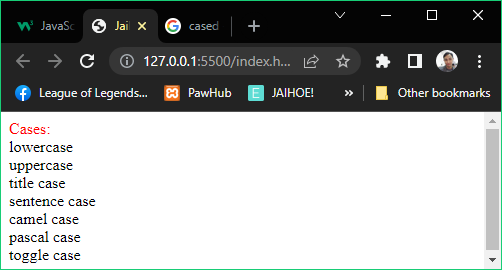 JavaSc
Jail
cased
127.0.0.1:5500/index.h...
League of Legends...
PawHub
JAIHOE!
Other bookmarks
Cases:
lowercase
uppercase
title case
sentence case
camel case
pascal case
toggle case